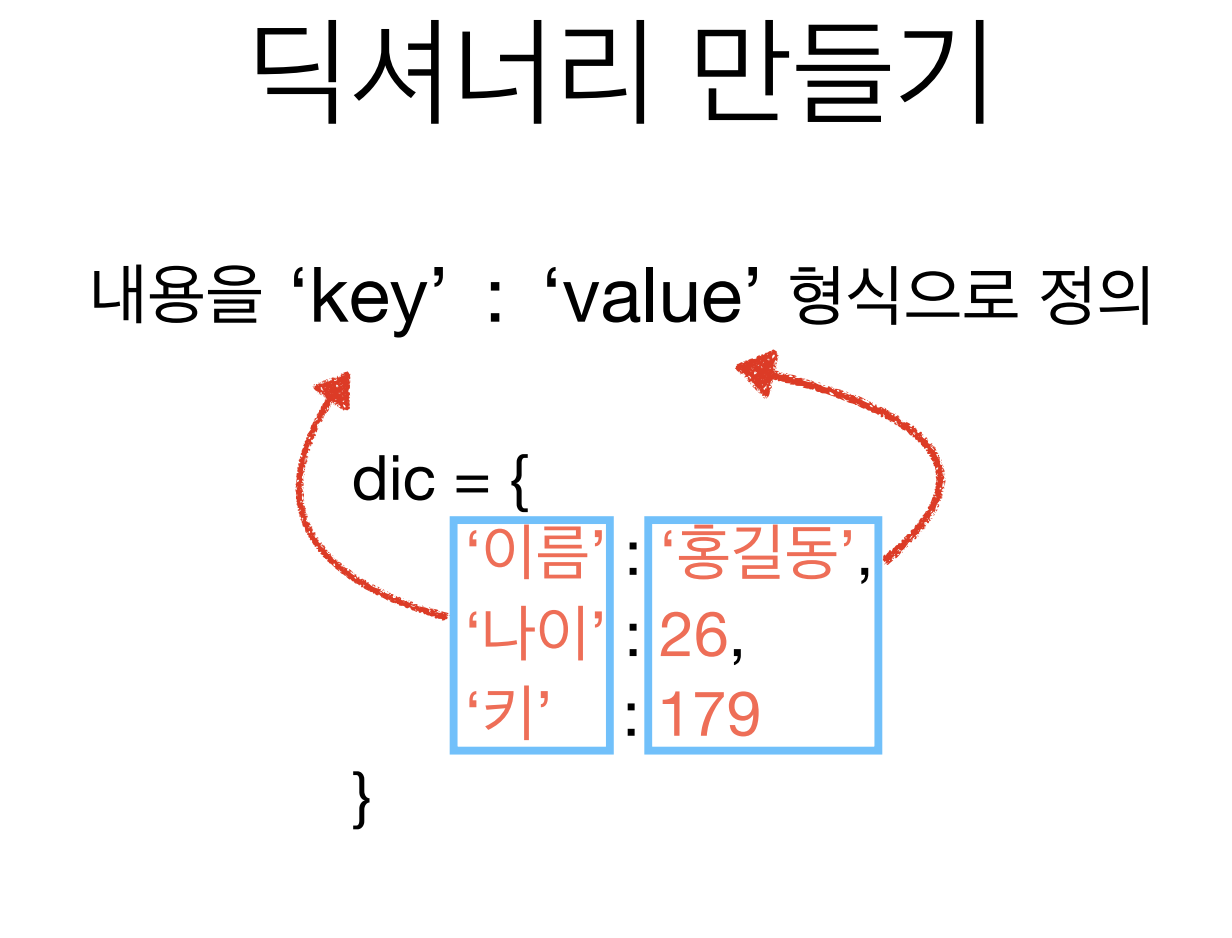 딕셔너리 만들기
내용을 ‘key’ : ‘value’ 형식으로 정의
dic = {
‘이름’ : ‘홍길동’,
‘나이’ : 26,
‘키’ : 179
}